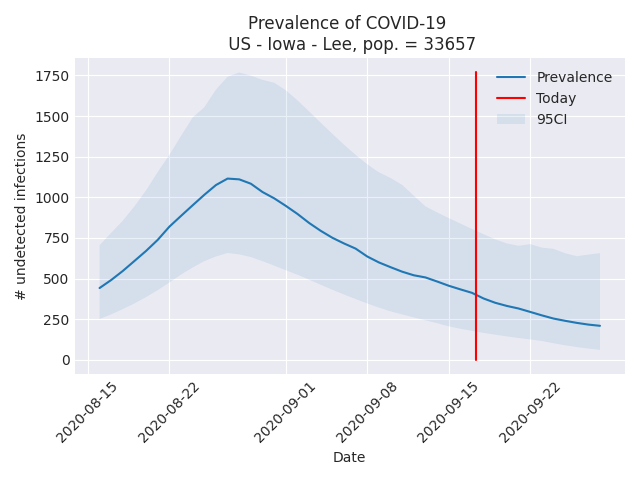 Prevalence of COVID-19
US - Iowa - Lee, pop. = 33657
Prevalence
Today
95CI
# undetected infections
1750
1500
1250
1000
750
500
250
0
2020-08-15
2020-08-22
2020-09-01
2020-09-08
2020-09-15
2020-09-22
Date